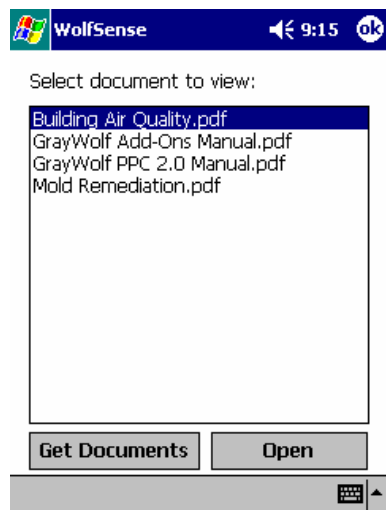 WolfSense 9:15 ok
Select document to view:
Building Air Quality.pdf
GrayWolf Add-Ons Manual.pdf
GrayWolf PPC 2.0 Manual.pdf
Mold Remediation.pdf
Get Documents Open